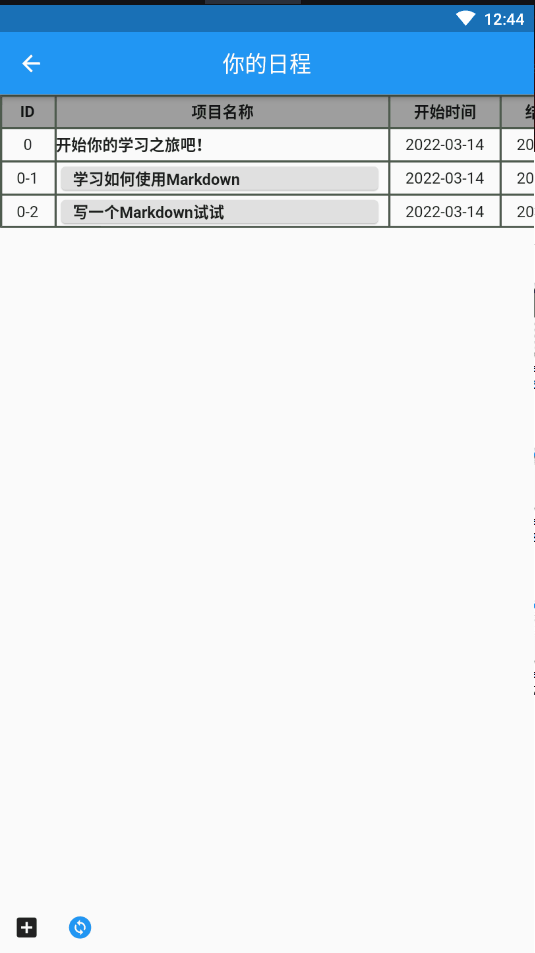 12:44
你的日程
ID 项目名称 开始时间
0 开始你的学习之旅吧! 2022-03-14 20
0-1 学习如何使用Markdown 2022-03-14 20
0-2 写一个Markdown试试 2022-03-14 20